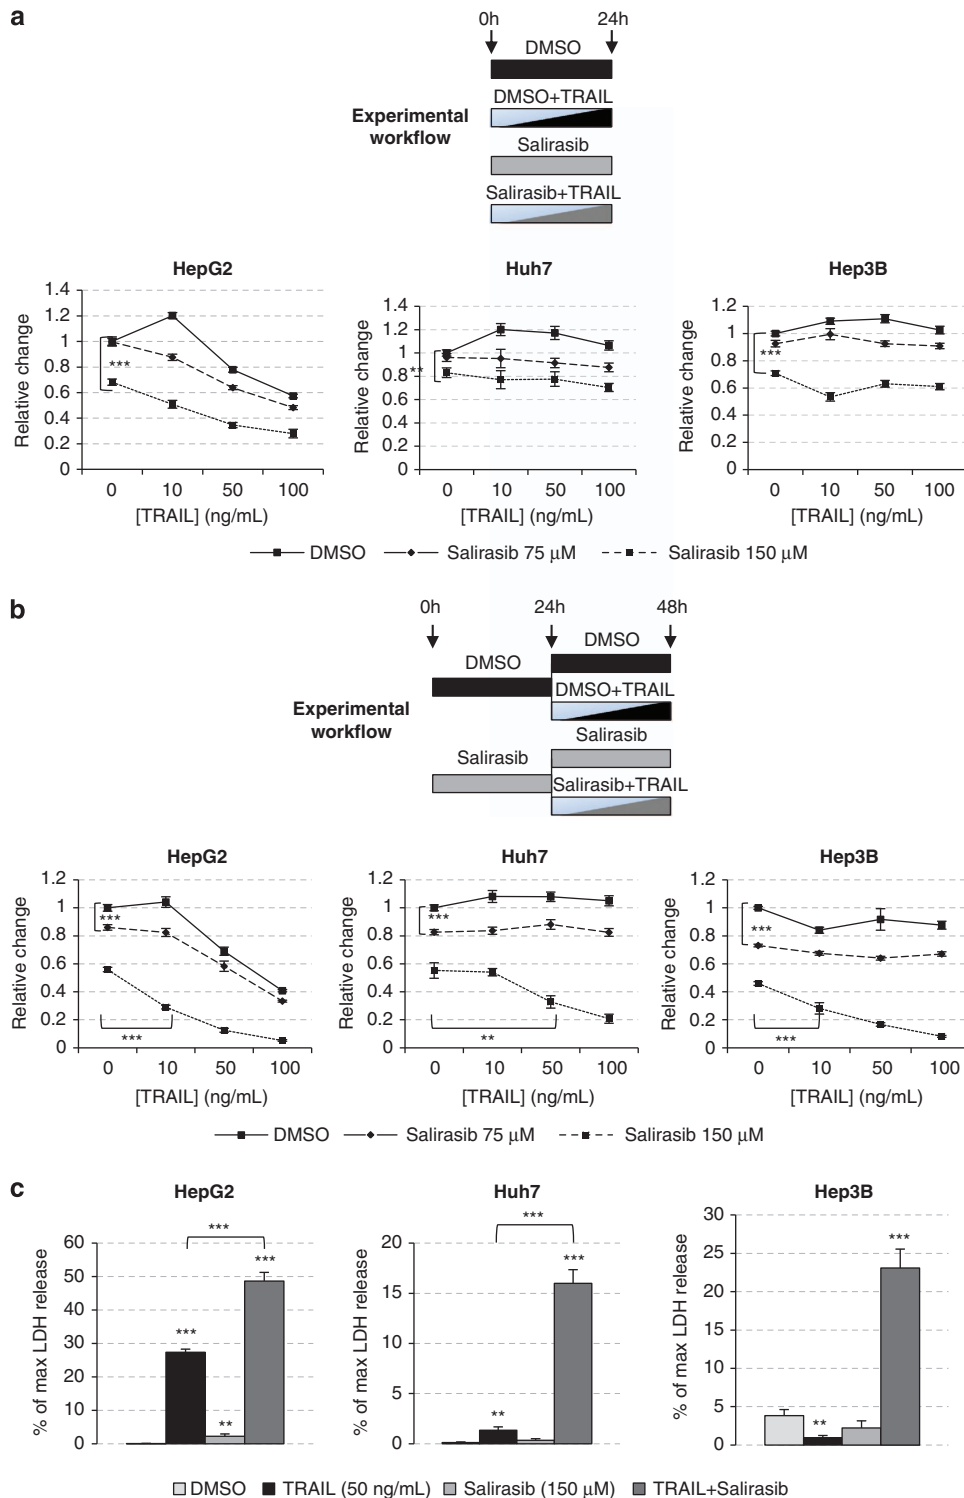 a
0h 24h
DMSO
DMSO+TRAIL
Experimental
workflow
Salirasib
Salirasib+TRAIL
HepG2
Relative change
1.4
1.2
1
0.8
0.6
0.4
0.2
0
***
0 10 50 100
[TRAIL] (ng/mL)
Huh7
Relative change
1.4
1.2
1
0.8
0.6
0.4
0.2
0
**
0 10 50 100
[TRAIL] (ng/mL)
Hep3B
Relative change
1.2
1
0.8
0.6
0.4
0.2
0
***
0 10 50 100
[TRAIL] (ng/mL)
DMSO Salirasib 75 μM Salirasib 150 μM
b
0h 24h 48h
DMSO
DMSO
DMSO+TRAIL
Experimental
workflow
Salirasib
Salirasib
Salirasib+TRAIL
HepG2
Relative change
1.2
1
0.8
0.6
0.4
0.2
0
***
***
0 10 50 100
[TRAIL] (ng/mL)
Huh7
Relative change
1.2
1
0.8
0.6
0.4
0.2
0
***
**
0 10 50 100
[TRAIL] (ng/mL)
Hep3B
Relative change
1.2
1
0.8
0.6
0.4
0.2
0
***
***
0 10 50 100
[TRAIL] (ng/mL)
DMSO Salirasib 75 μM Salirasib 150 μM
c
HepG2
% of max LDH release
60
50
40
30
20
10
0
***
***
***
**
Huh7
% of max LDH release
20
15
10
5
0
***
***
**
Hep3B
% of max LDH release
30
25
20
15
10
5
0
***
**
DMSO TRAIL (50 ng/mL) Salirasib (150 μM) TRAIL+Salirasib